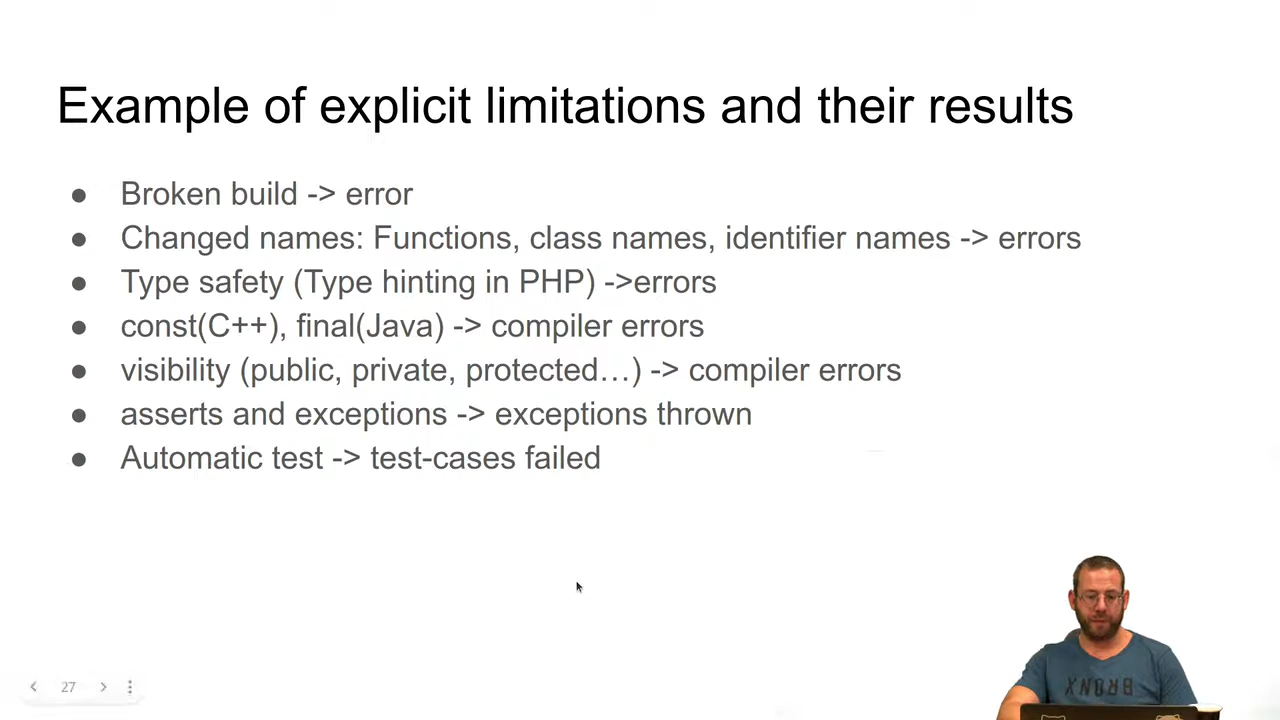 Example of explicit limitations and their results
● Broken build -> error
● Changed names: Functions, class names, identifier names -> errors
● Type safety (Type hinting in PHP) ->errors
● const(C++), final(Java) -> compiler errors
● visibility (public, private, protected…) -> compiler errors
● asserts and exceptions -> exceptions thrown
● Automatic test -> test-cases failed
BRONX
27